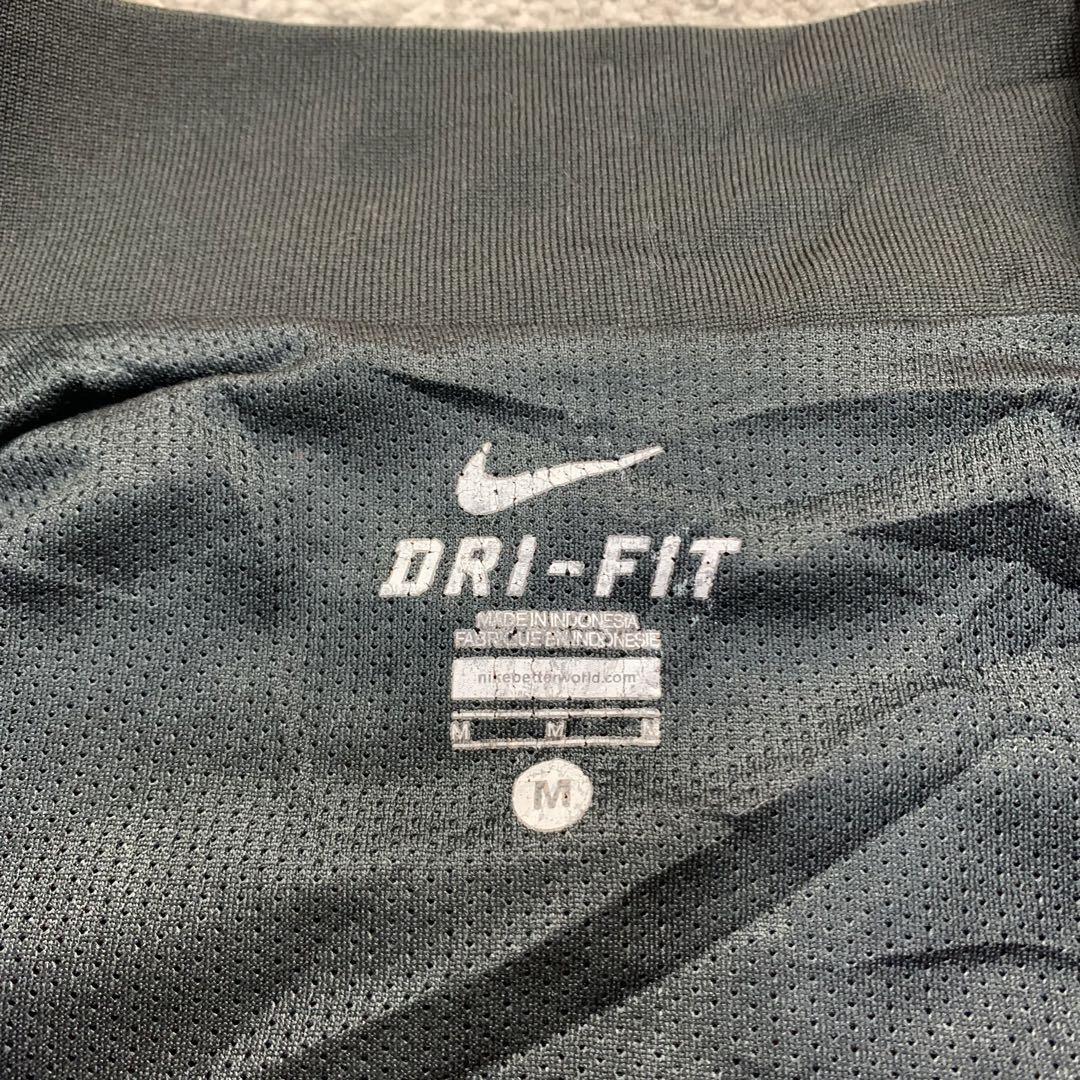 DRI-FIT
MADE IN INDONESIA
FABRIQUE EN INDONESIE
nikebetterworld.com
M M M
M